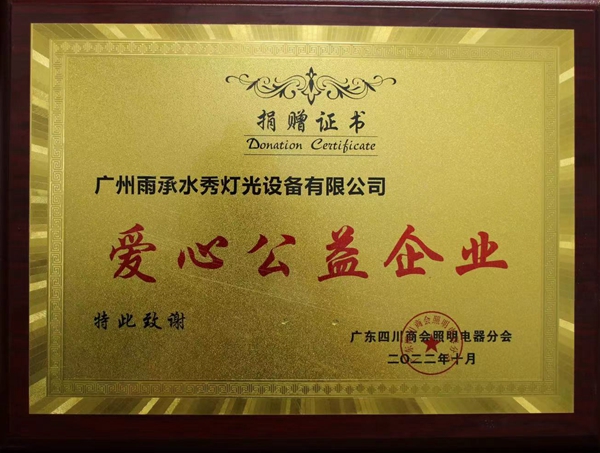 捐赠证书
Donation Certificate
广州雨承水秀灯光设备有限公司
爱心公益企业
特此致谢
广东四川商会照明电器分会
二〇二二年十月